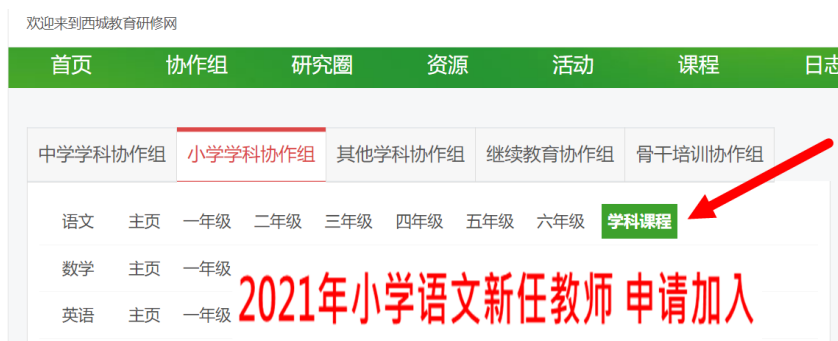 欢迎来到西城教育研修网
首页 协作组 研究圈 资源 活动 课程 日志
中学学科协作组 小学学科协作组 其他学科协作组 继续教育协作组 骨干培训协作组
语文 主页 一年级 二年级 三年级 四年级 五年级 六年级 学科课程
数学 主页 一年级
2021年小学语文新任教师 申请加入
英语 主页 一年级